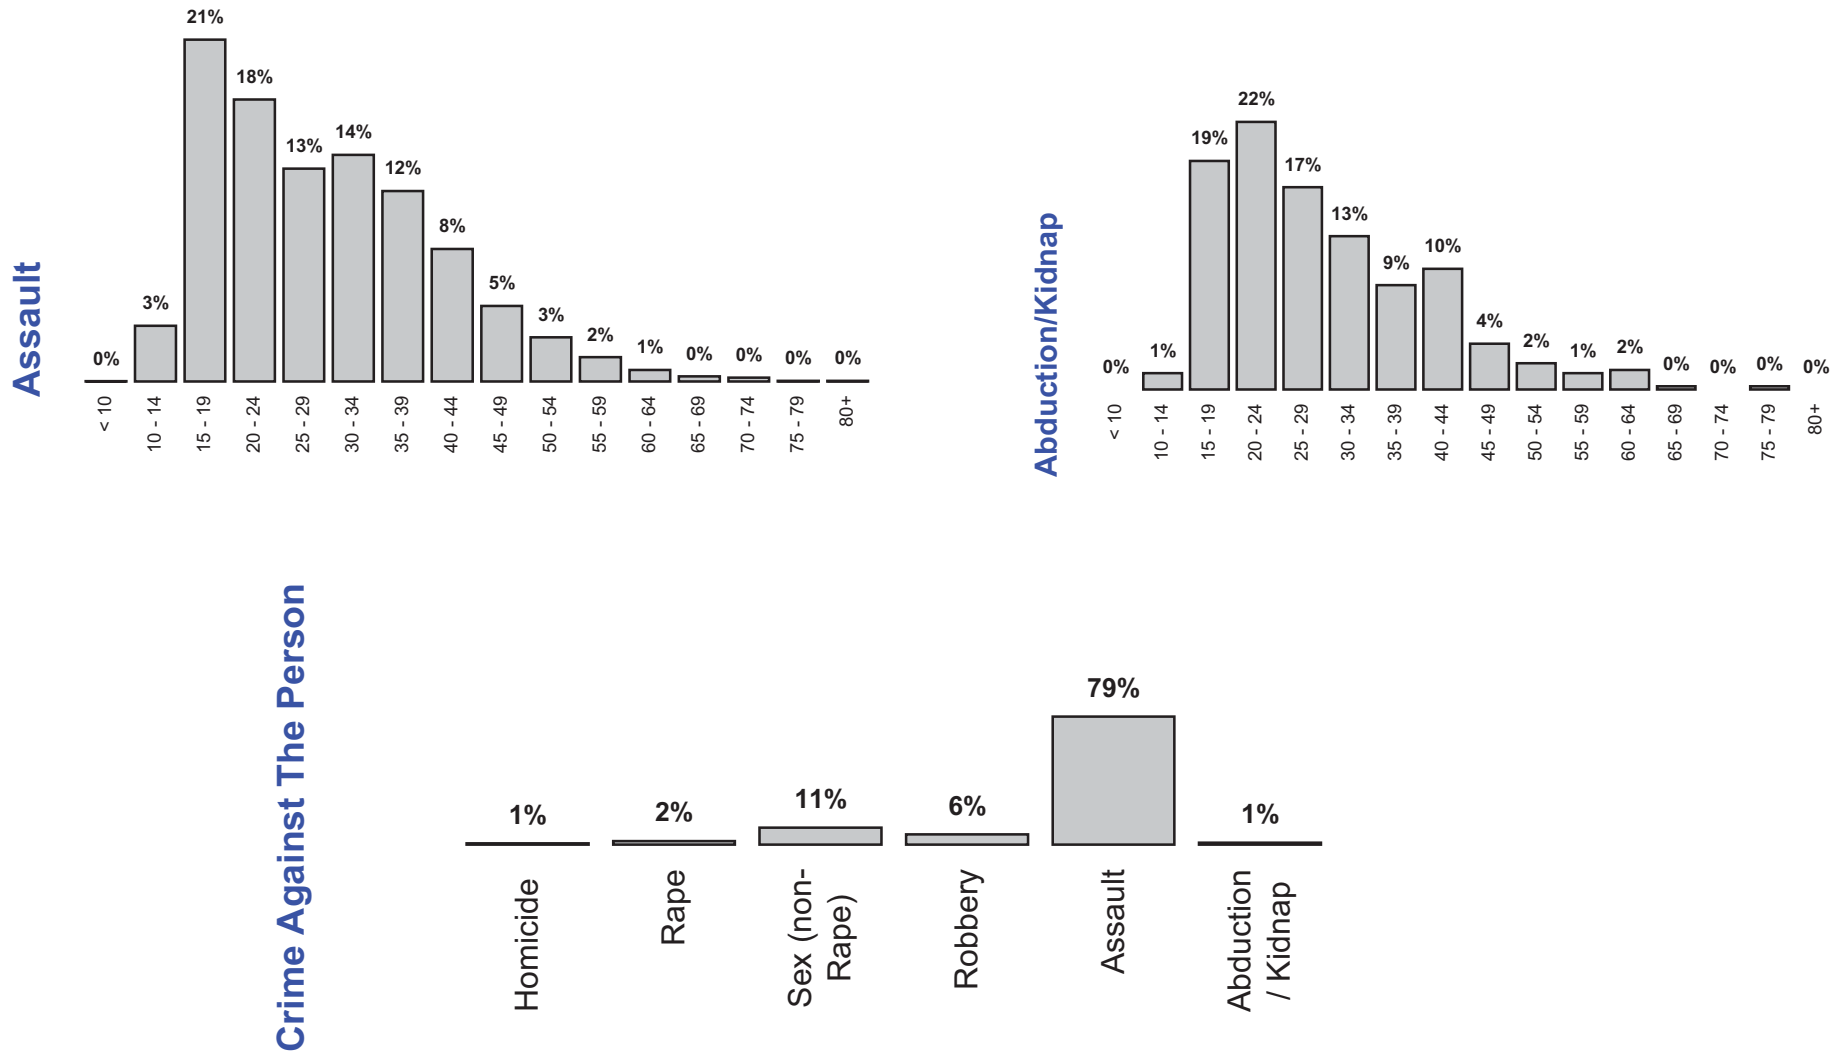 Assault
21%
18%
13%
14%
12%
8%
5%
3%
3%
2%
1%
0%
0%
0%
0%
0%
< 10
10 - 14
15 - 19
20 - 24
25 - 29
30 - 34
35 - 39
40 - 44
45 - 49
50 - 54
55 - 59
60 - 64
65 - 69
70 - 74
75 - 79
80+
Abduction/Kidnap
0%
1%
19%
22%
17%
13%
9%
10%
4%
2%
1%
2%
0%
0%
0%
0%
< 10
10 - 14
15 - 19
20 - 24
25 - 29
30 - 34
35 - 39
40 - 44
45 - 49
50 - 54
55 - 59
60 - 64
65 - 69
70 - 74
75 - 79
80+
Crime Against The Person
1%
2%
11%
6%
79%
1%
Homicide
Rape
Sex (non-
Rape)
Robbery
Assault
Abduction
/ Kidnap